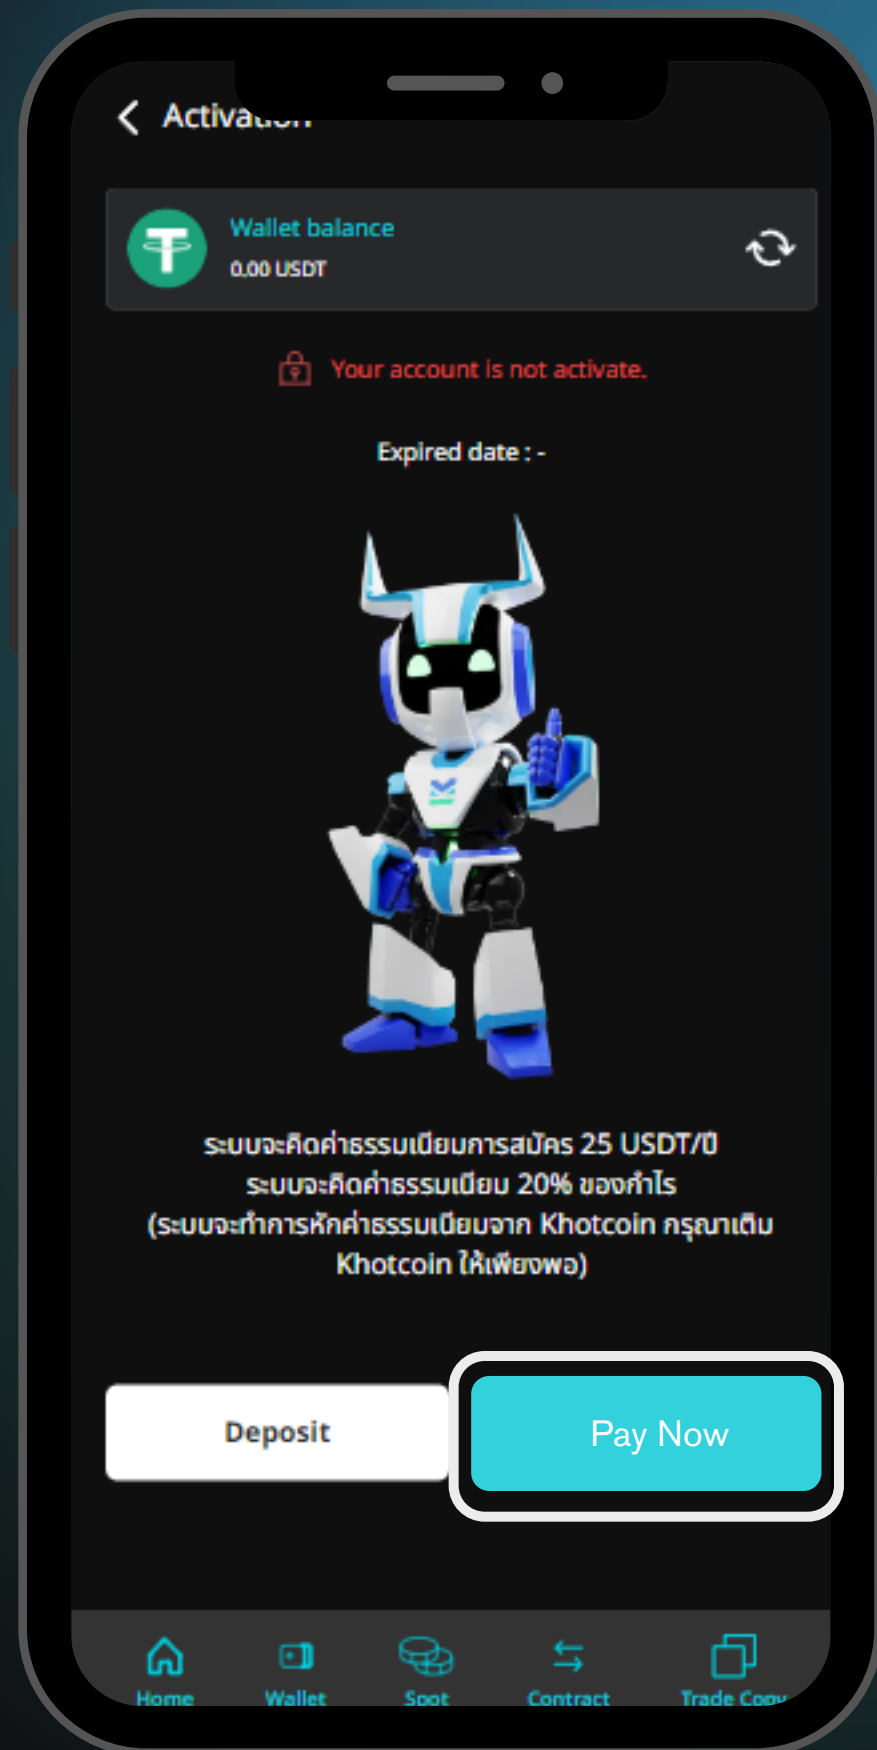 Activation
Wallet balance
0.00 USDT
Your account is not activate.
Expired date : -
ระบบจะคิดค่าธรรมเนียมการสมัคร 25 USDT/ปี
ระบบจะคิดค่าธรรมเนียม 20% ของกำไร
(ระบบจะทำการหักค่าธรรมเนียมจาก Khotcoin กรุณาเติม
Khotcoin ให้เพียงพอ)
Deposit
Pay Now
Home
Wallet
Spot
Contract
Trade Copy